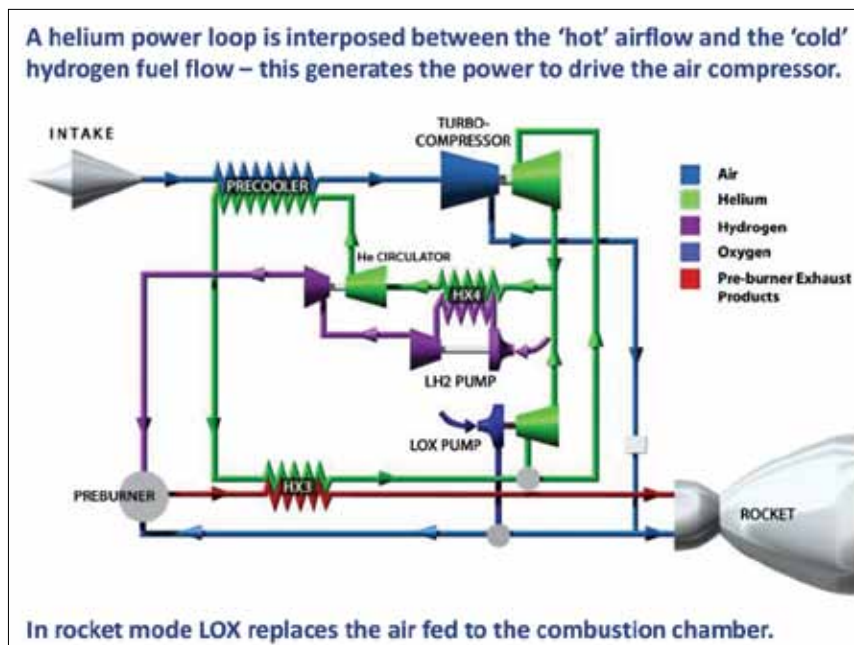 A helium power loop is interposed between the ‘hot’ airflow and the ‘cold’
hydrogen fuel flow – this generates the power to drive the air compressor.
INTAKE
TURBO-
COMPRESSOR
PRECOOLER
Air
Helium
Hydrogen
Oxygen
Pre-burner Exhaust
Products
He CIRCULATOR
HX4
LH2 PUMP
LOX PUMP
PREBURNER
HX3
ROCKET
In rocket mode LOX replaces the air fed to the combustion chamber.